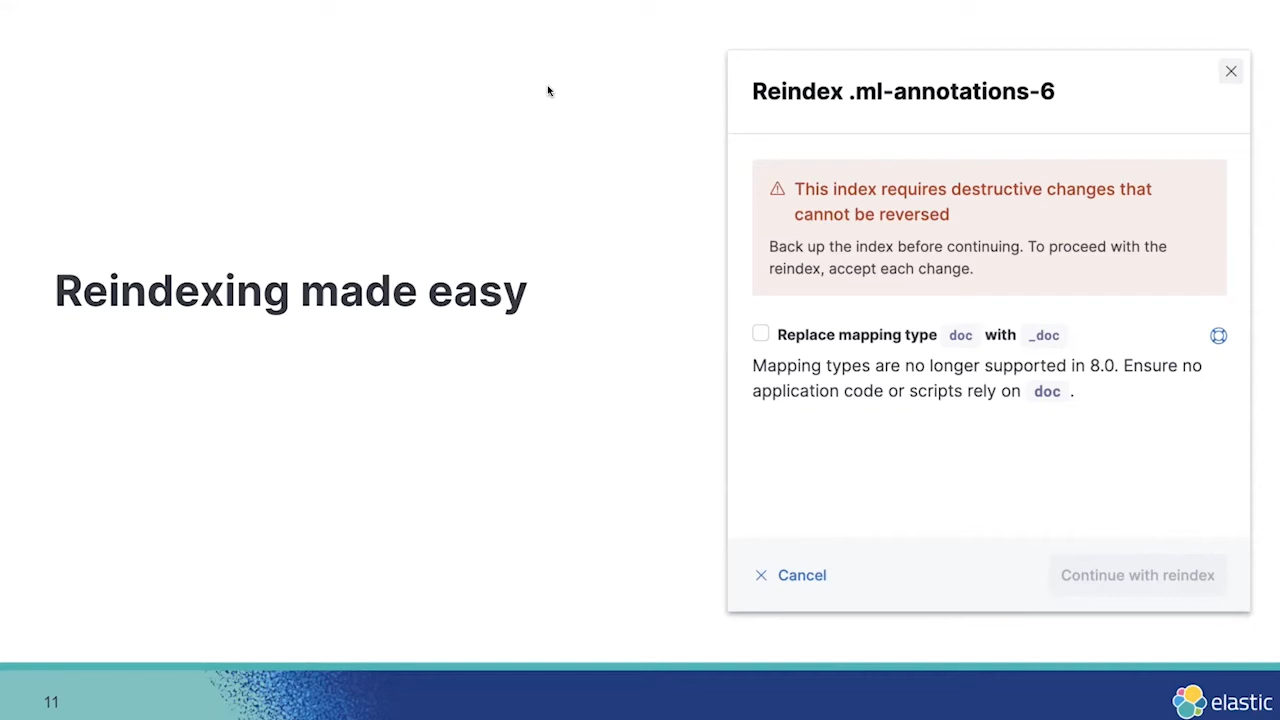 Reindexing made easy
Reindex .ml-annotations-6
This index requires destructive changes that
cannot be reversed
Back up the index before continuing. To proceed with the
reindex, accept each change.
Replace mapping type doc with _doc
Mapping types are no longer supported in 8.0. Ensure no
application code or scripts rely on doc .
Cancel
Continue with reindex
11
elastic